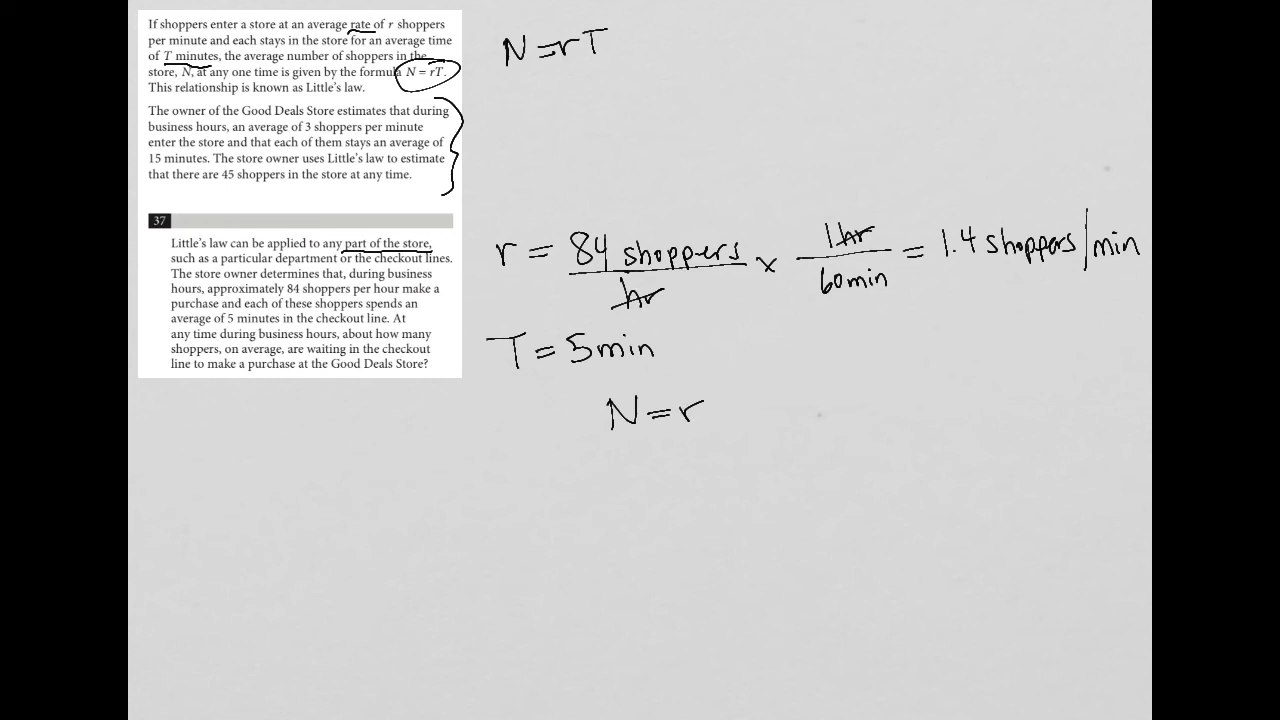 If shoppers enter a store at an average rate of r shoppers
per minute and each stays in the store for an average time
of T minutes, the average number of shoppers in the
store, N, at any one time is given by the formula N = rT.
This relationship is known as Little's law.
The owner of the Good Deals Store estimates that during
business hours, an average of 3 shoppers per minute
enter the store and that each of them stays an average of
15 minutes. The store owner uses Little's law to estimate
that there are 45 shoppers in the store at any time.
37
Little's law can be applied to any part of the store,
such as a particular department or the checkout lines.
The store owner determines that, during business
hours, approximately 84 shoppers per hour make a
purchase and each of these shoppers spends an
average of 5 minutes in the checkout line. At
any time during business hours, about how many
shoppers, on average, are waiting in the checkout
line to make a purchase at the Good Deals Store?
N = rT
r = 84 shoppers / hr × 1 hr / 60 min = 1.4 shoppers / min
T = 5 min
N = r